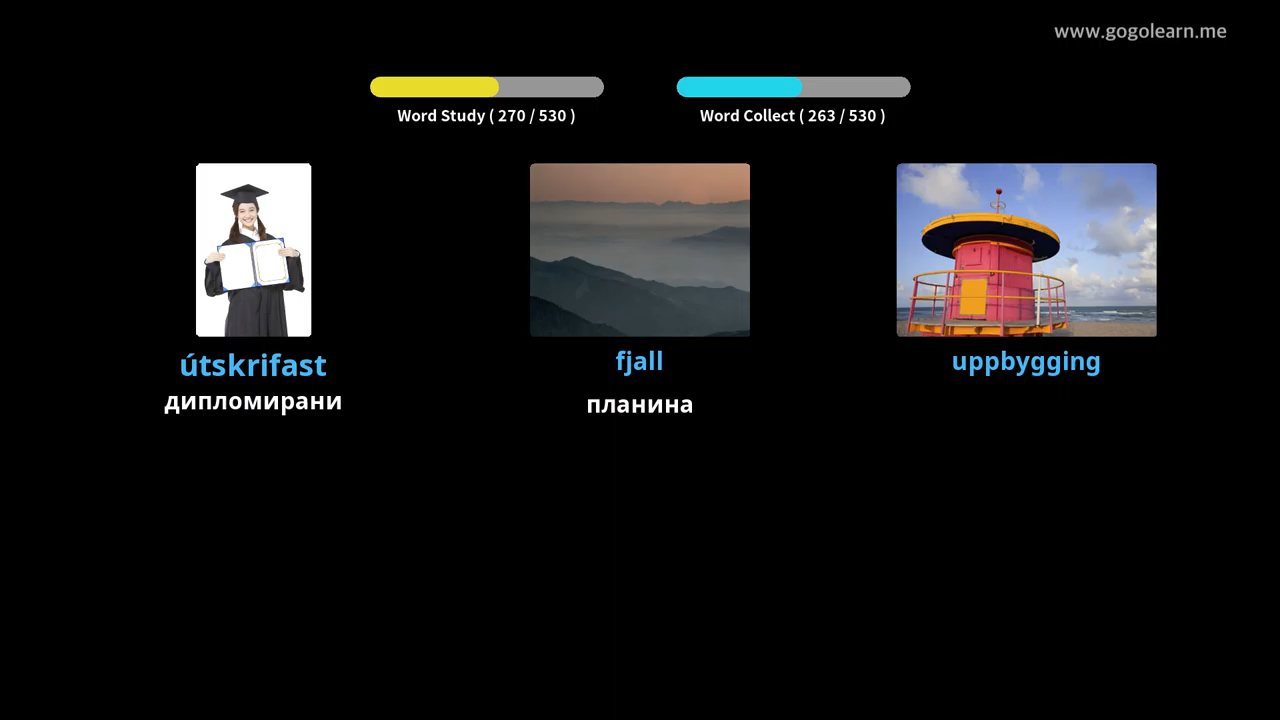 www.gogolearn.me
Word Study ( 270 / 530 )
Word Collect ( 263 / 530 )
útskrifast
дипломирани
fjall
планина
uppbygging